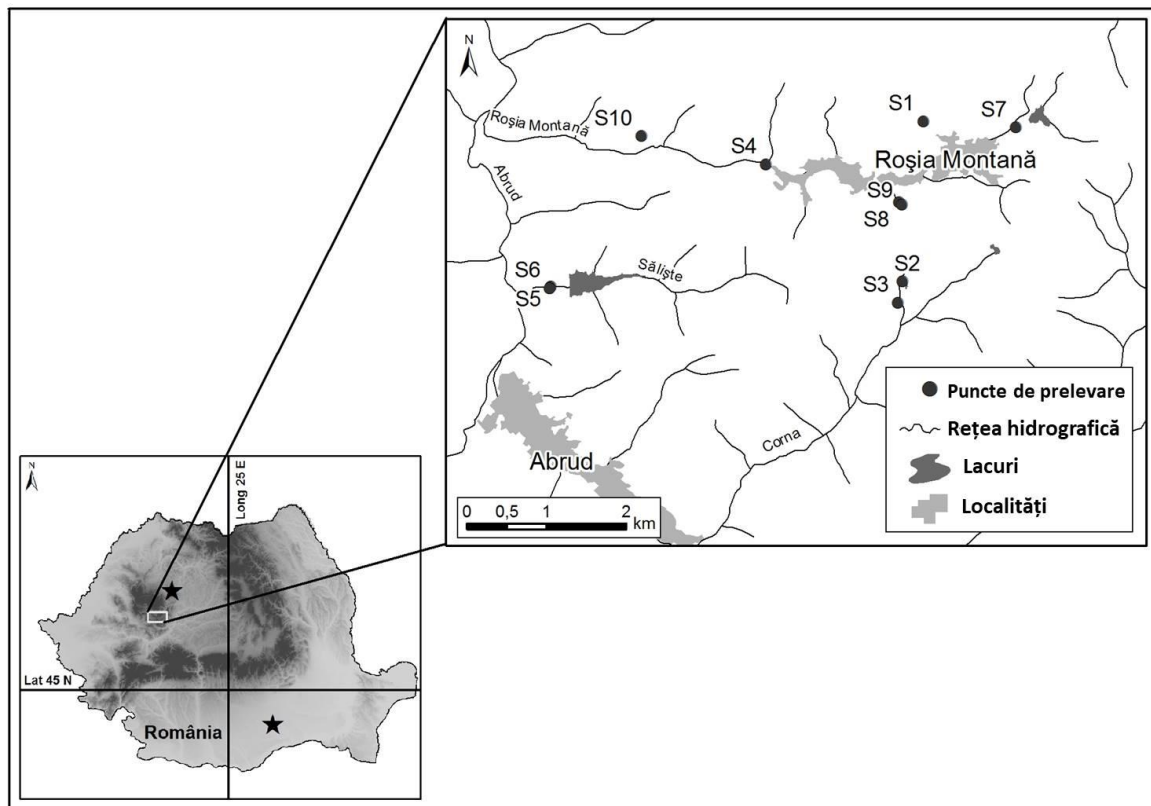 N
Roșia Montană
S10
S4
S1
S7
Roșia Montană
S9
S8
Abrud
S6
S5
Săliște
S2
S3
Corna
Abrud
Puncte de prelevare
Rețea hidrografică
Lacuri
Localități
0 0,5 1 2
km
N
Long 25 E
Lat 45 N
România